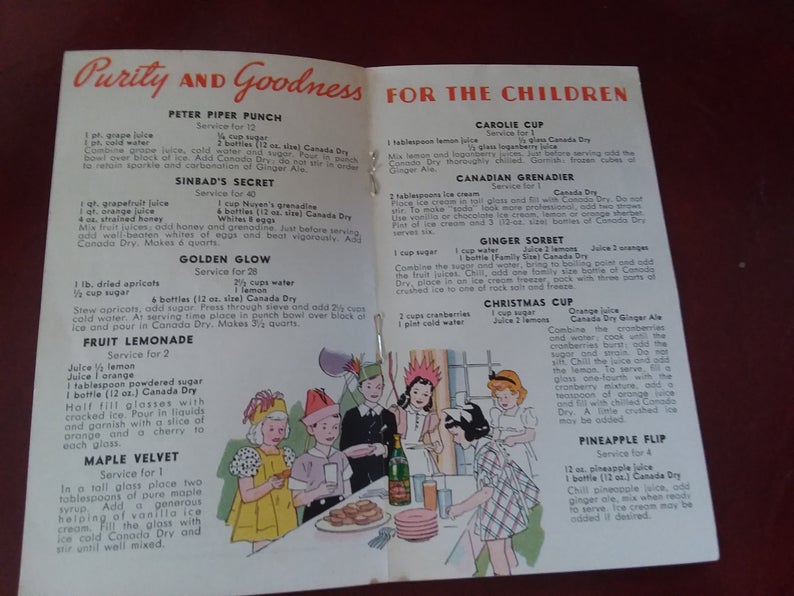 Purity AND Goodness
PETER PIPER PUNCH
Service for 12
1 pt. grape juice ¼ cup sugar
1 pt. cold water 2 bottles (12 oz. size) Canada Dry
Combine grape juice, cold water and sugar. Pour in punch
bowl over block of ice. Add Canada Dry; do not stir in order
to retain sparkle and carbonation of Ginger Ale.
SINBAD'S SECRET
Service for 40
1 qt. grapefruit juice 1 cup Nuyen's grenadine
1 qt. orange juice 6 bottles (12 oz. size) Canada Dry
4 oz. strained honey Whites 8 eggs
Mix fruit juices; add honey and grenadine. Just before serving,
add well-beaten whites of eggs and beat vigorously. Add
Canada Dry. Makes 6 quarts.
GOLDEN GLOW
Service for 28
1 lb. dried apricots 2½ cups water
½ cup sugar 1 lemon
6 bottles (12 oz. size) Canada Dry
Stew apricots, add sugar. Press through sieve and add 2½ cups
cold water. At serving time place in punch bowl over block of
ice and pour in Canada Dry. Makes 3½ quarts.
FRUIT LEMONADE
Service for 2
Juice ½ lemon
Juice 1 orange
1 tablespoon powdered sugar
1 bottle (12 oz.) Canada Dry
Half fill glasses with
cracked ice. Pour in liquids
and garnish with a slice of
orange and a cherry to
each glass.
MAPLE VELVET
Service for 1
In a tall glass place two
tablespoons of pure maple
syrup. Add a generous
helping of vanilla ice
cream. Fill the glass with
ice cold Canada Dry and
stir until well mixed.
FOR THE CHILDREN
CAROLIE CUP
Service for 1
1 tablespoon lemon juice ½ glass Canada Dry
½ glass loganberry juice
Mix lemon and loganberry juices. Just before serving add the
Canada Dry thoroughly chilled. Garnish: frozen cubes of
Ginger Ale.
CANADIAN GRENADIER
Service for 1
2 tablespoons ice cream Canada Dry
Place ice cream in tall glass and fill with Canada Dry. Do not
stir. To make "soda" look more professional, add two straws.
Use vanilla or chocolate ice cream, lemon or orange sherbet.
Pint of ice cream and 3 (12-oz. size) bottles of Canada Dry
serves six.
GINGER SORBET
1 cup sugar 1 cup water Juice 2 lemons Juice 2 oranges
1 bottle (Family Size) Canada Dry
Combine the sugar and water, bring to boiling point and add
the fruit juices. Chill, add one family size bottle of Canada
Dry, place in an ice cream freezer, pack with three parts of
crushed ice to one of rock salt and freeze.
CHRISTMAS CUP
2 cups cranberries 1 cup sugar Orange juice
1 pint cold water Juice 2 lemons Canada Dry Ginger Ale
Combine the
cranberries and
water; cook until the
cranberries burst; add the
sugar and strain. Do not
sift. Chill the juice and add
the lemon. To serve, fill a
glass one-fourth with the
cranberry mixture, add a
teaspoon of orange juice
and fill with chilled Canada
Dry. A little crushed ice
may be added.
PINEAPPLE FLIP
Service for 4
12 oz. pineapple juice
1 bottle (12 oz.) Canada Dry
Chill pineapple juice, add
ginger ale, mix when ready
to serve. Ice cream may be
added if desired.